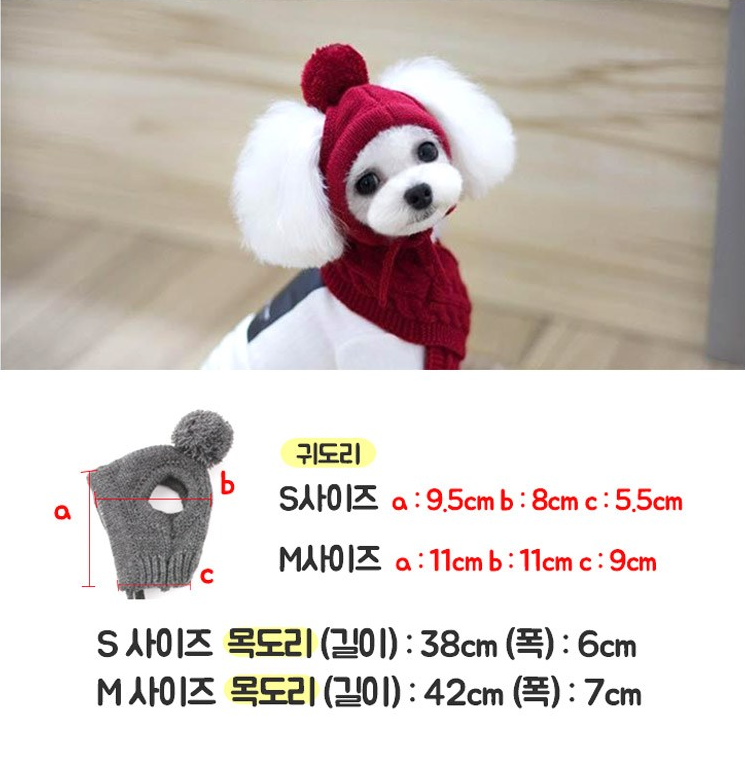 귀도리
S사이즈 a : 9.5cm b : 8cm c : 5.5cm
a
b
M사이즈 a : 11cm b : 11cm c : 9cm
c
S 사이즈 목도리 (길이) : 38cm (폭) : 6cm
M 사이즈 목도리 (길이) : 42cm (폭) : 7cm